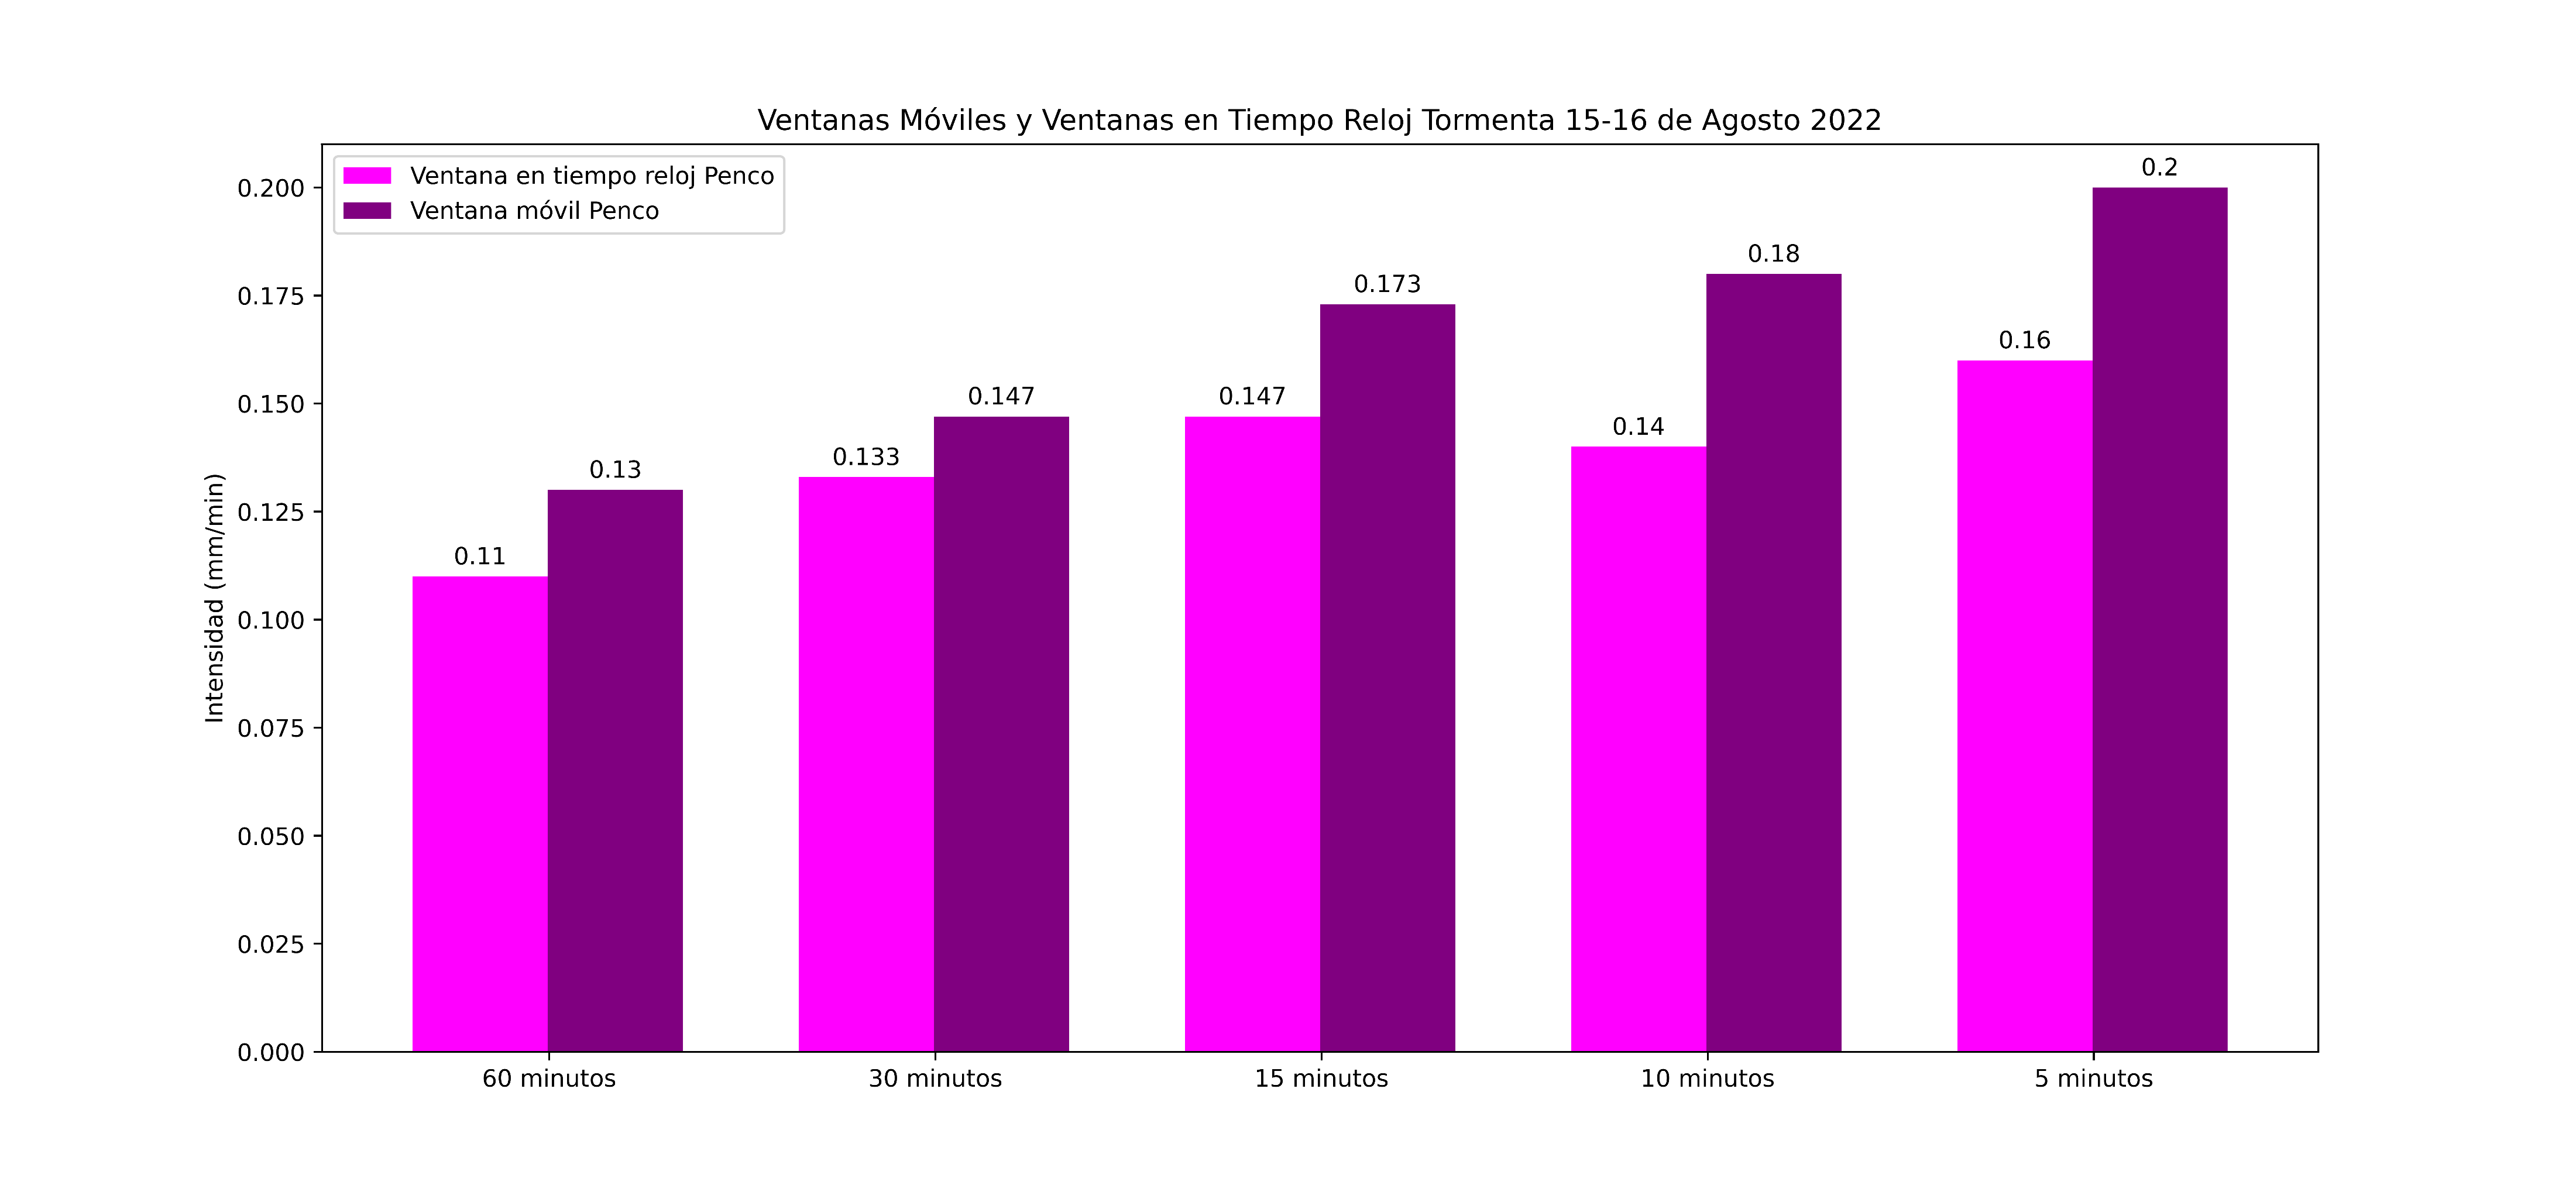 Ventanas Móviles y Ventanas en Tiempo Reloj Tormenta 15-16 de Agosto 2022
Ventana en tiempo reloj Penco
Ventana móvil Penco
Intensidad (mm/min)
0.200
0.175
0.150
0.125
0.100
0.075
0.050
0.025
0.000
0.11
0.13
0.133
0.147
0.147
0.173
0.14
0.18
0.16
0.2
60 minutos
30 minutos
15 minutos
10 minutos
5 minutos